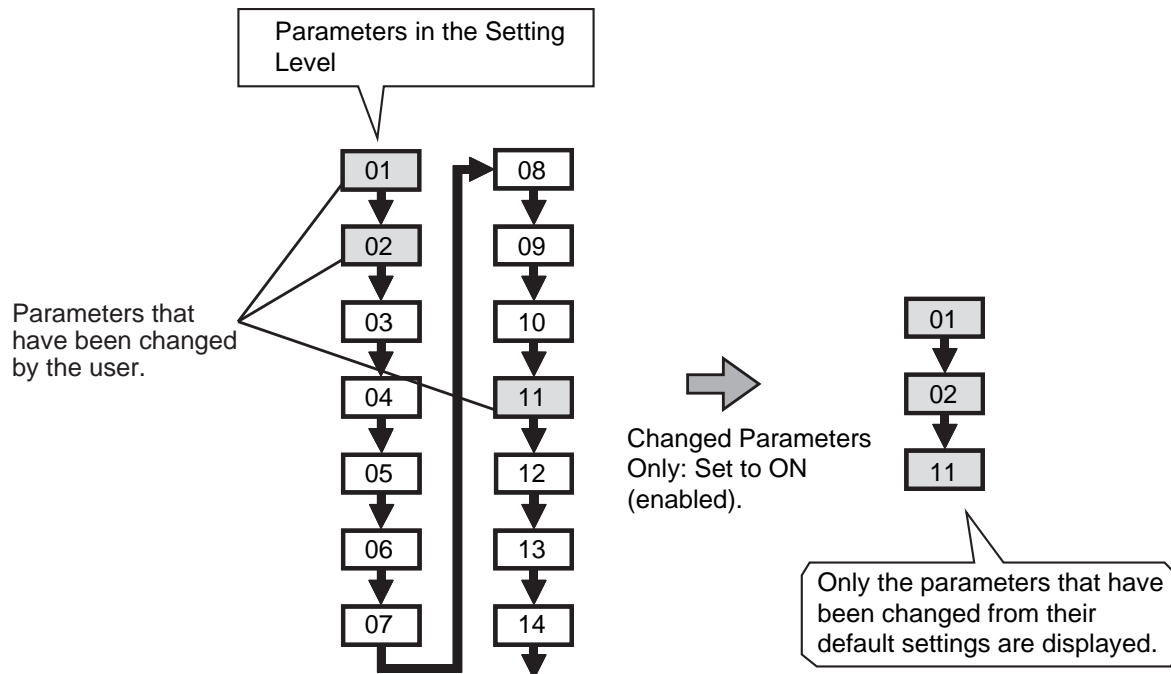 Parameters in the Setting
Level
01
02
03
04
05
06
07
08
09
10
11
12
13
14
Parameters that
have been changed
by the user.
Changed Parameters
Only: Set to ON
(enabled).
01
02
11
Only the parameters that have
been changed from their
default settings are displayed.